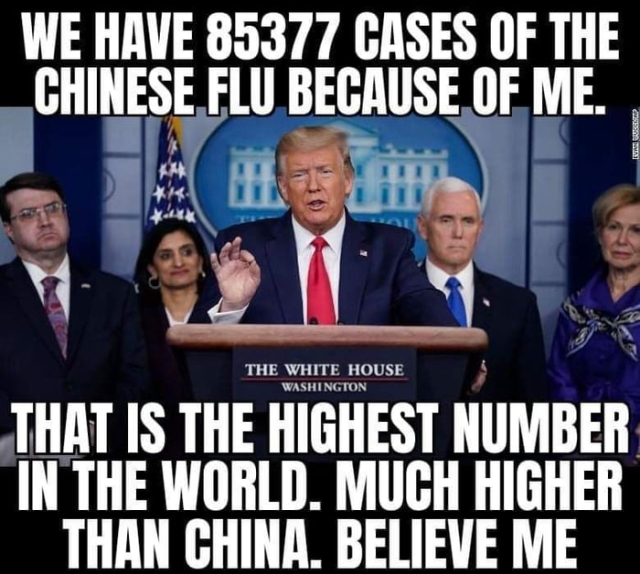 WE HAVE 85377 CASES OF THE
CHINESE FLU BECAUSE OF ME.
THE WHITE HOUSE
WASHINGTON
THAT IS THE HIGHEST NUMBER
IN THE WORLD. MUCH HIGHER
THAN CHINA. BELIEVE ME